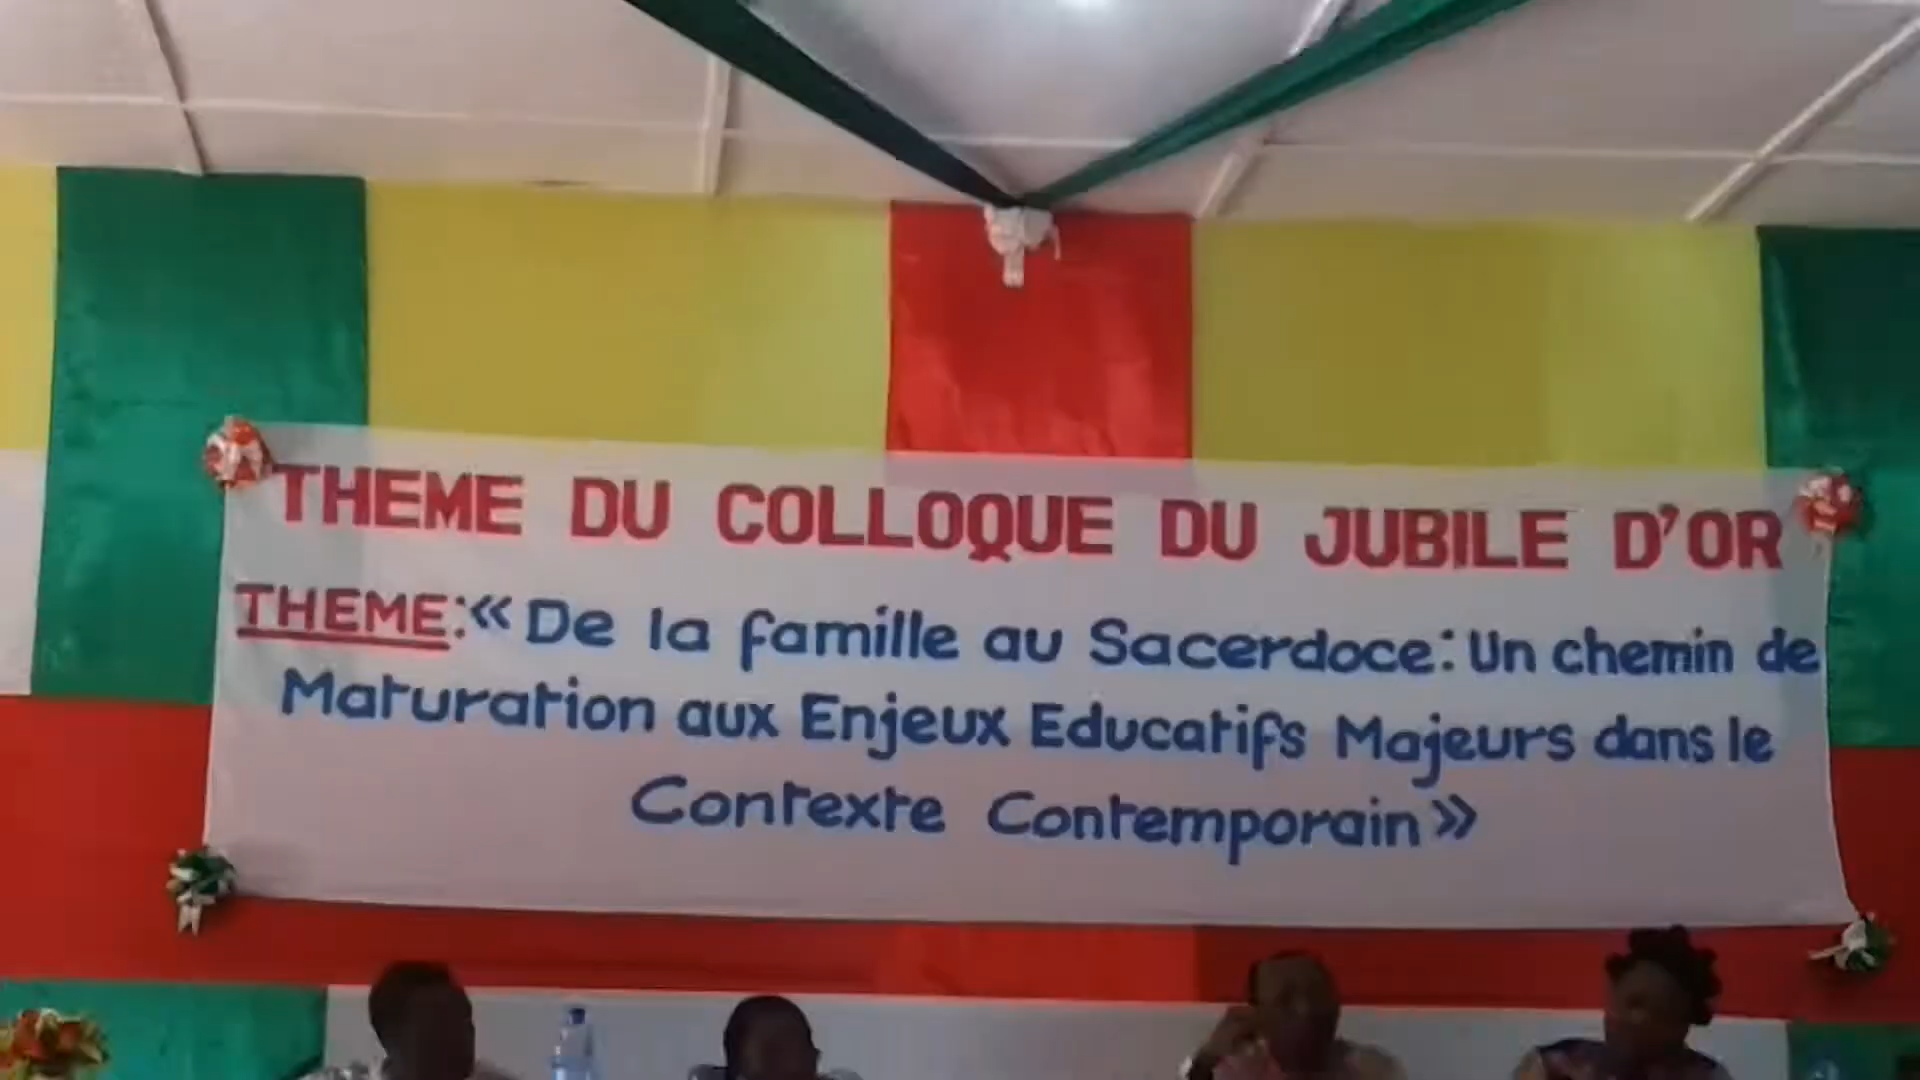 THEME DU COLLOQUE DU JUBILE D'OR
THEME:« De la famille au Sacerdoce: Un chemin de
Maturation aux Enjeux Educatifs Majeurs dans le
Contexte Contemporain»